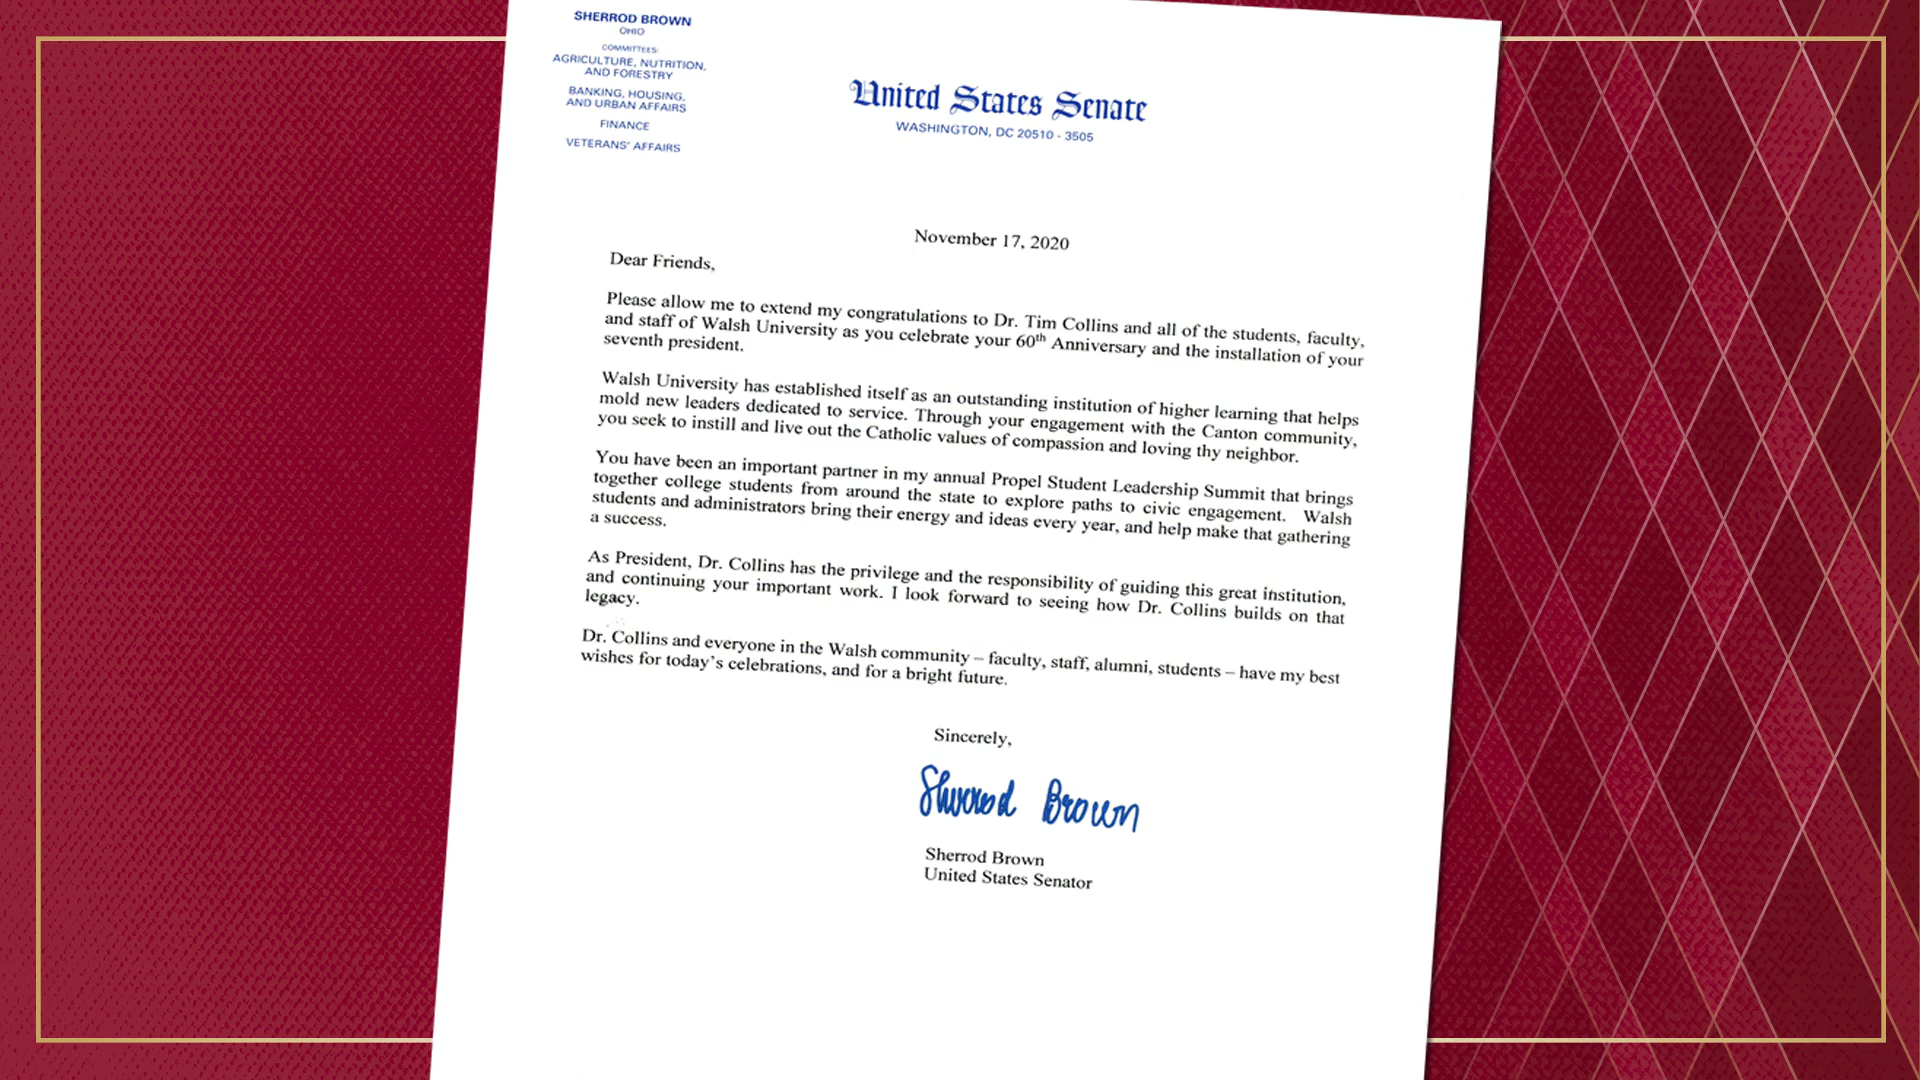 SHERROD BROWN
OHIO
COMMITTEES:
AGRICULTURE, NUTRITION,
AND FORESTRY
BANKING, HOUSING,
AND URBAN AFFAIRS
FINANCE
VETERANS' AFFAIRS
United States Senate
WASHINGTON, DC 20510 - 3505
November 17, 2020
Dear Friends,
Please allow me to extend my congratulations to Dr. Tim Collins and all of the students, faculty,
and staff of Walsh University as you celebrate your 60th Anniversary and the installation of your
seventh president.
Walsh University has established itself as an outstanding institution of higher learning that helps
mold new leaders dedicated to service. Through your engagement with the Canton community,
you seek to instill and live out the Catholic values of compassion and loving thy neighbor.
You have been an important partner in my annual Propel Student Leadership Summit that brings
together college students from around the state to explore paths to civic engagement.  Walsh
students and administrators bring their energy and ideas every year, and help make that gathering
a success.
As President, Dr. Collins has the privilege and the responsibility of guiding this great institution,
and continuing your important work. I look forward to seeing how Dr. Collins builds on that
legacy.
Dr. Collins and everyone in the Walsh community – faculty, staff, alumni, students – have my best
wishes for today's celebrations, and for a bright future.
Sincerely,
Sherrod Brown
Sherrod Brown
United States Senator